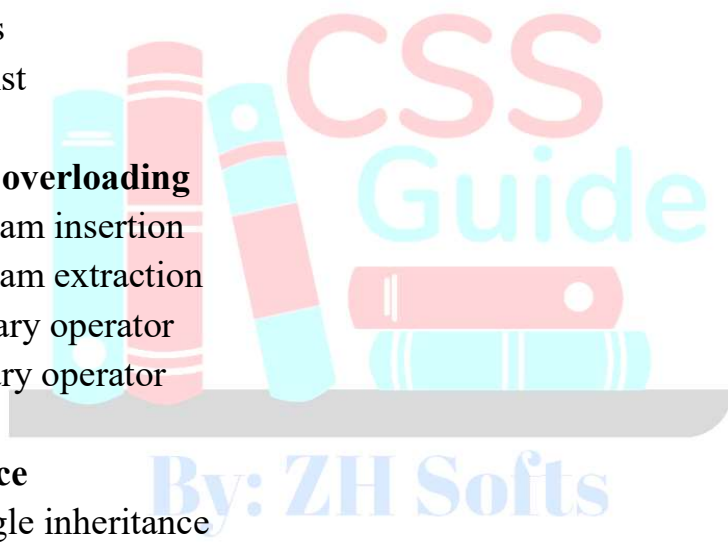 s
st
overloading
am insertion
am extraction
ary operator
ry operator
ce
gle inheritance
CSS
Guide
By: ZH Softs